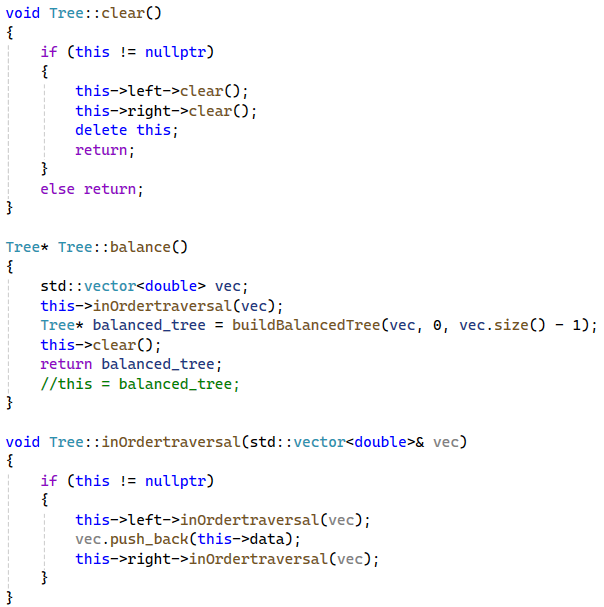 void Tree::clear()
{
    if (this != nullptr)
    {
        this->left->clear();
        this->right->clear();
        delete this;
        return;
    }
    else return;
}

Tree* Tree::balance()
{
    std::vector<double> vec;
    this->inOrdertraversal(vec);
    Tree* balanced_tree = buildBalancedTree(vec, 0, vec.size() - 1);
    this->clear();
    return balanced_tree;
    //this = balanced_tree;
}

void Tree::inOrdertraversal(std::vector<double>& vec)
{
    if (this != nullptr)
    {
        this->left->inOrdertraversal(vec);
        vec.push_back(this->data);
        this->right->inOrdertraversal(vec);
    }
}